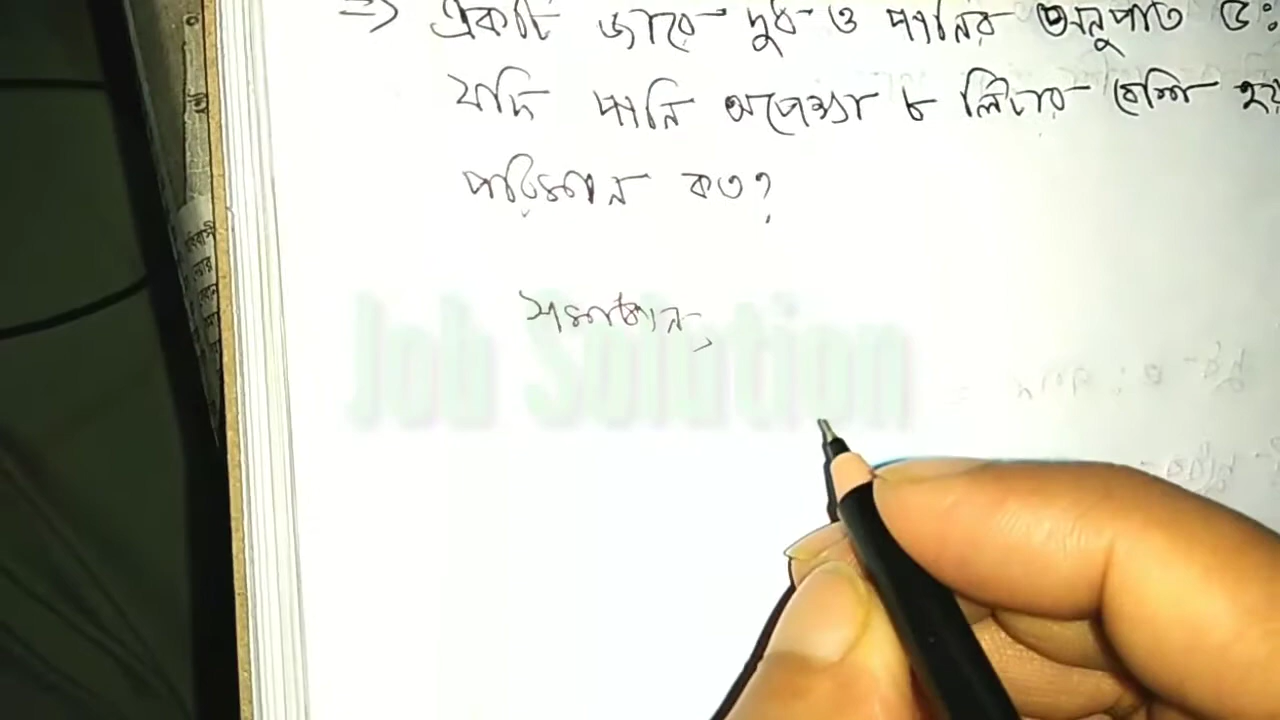 => একটি জারে দুধ ও পানির অনুপাত ৫:
যদি পানি অপেক্ষা ৮ লিটার বেশি হয়
পরিমান কত?
সমাধান,
Job Solution